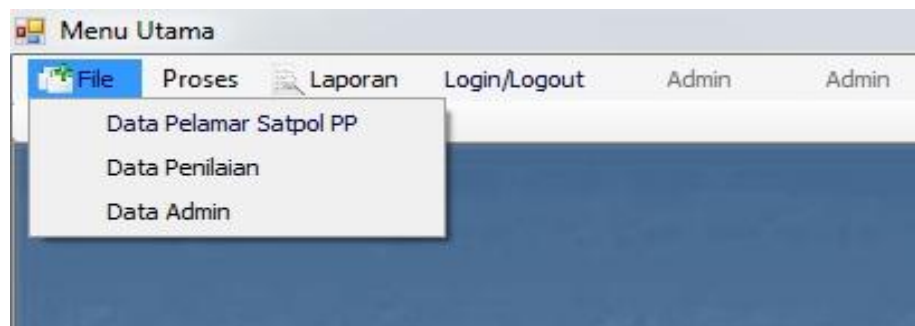 Menu Utama
File Proses Laporan Login/Logout Admin Admin
Data Pelamar Satpol PP
Data Penilaian
Data Admin